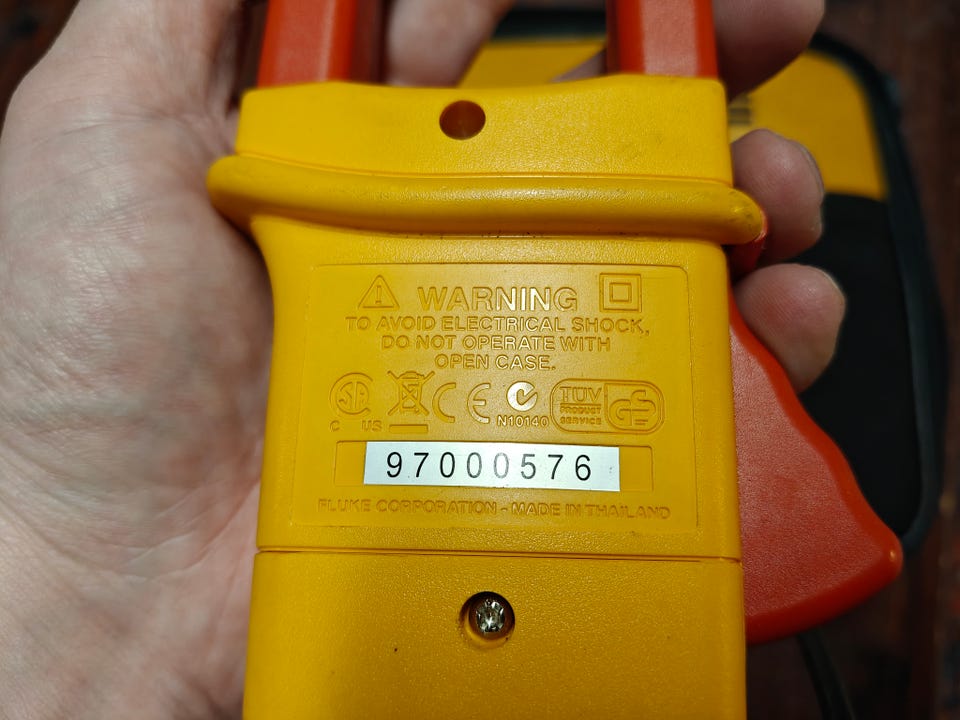 WARNING
TO AVOID ELECTRICAL SHOCK,
DO NOT OPERATE WITH
OPEN CASE.
C US
N10140
TÜV
PRODUCT
SERVICE
GS
97000576
FLUKE CORPORATION - MADE IN THAILAND